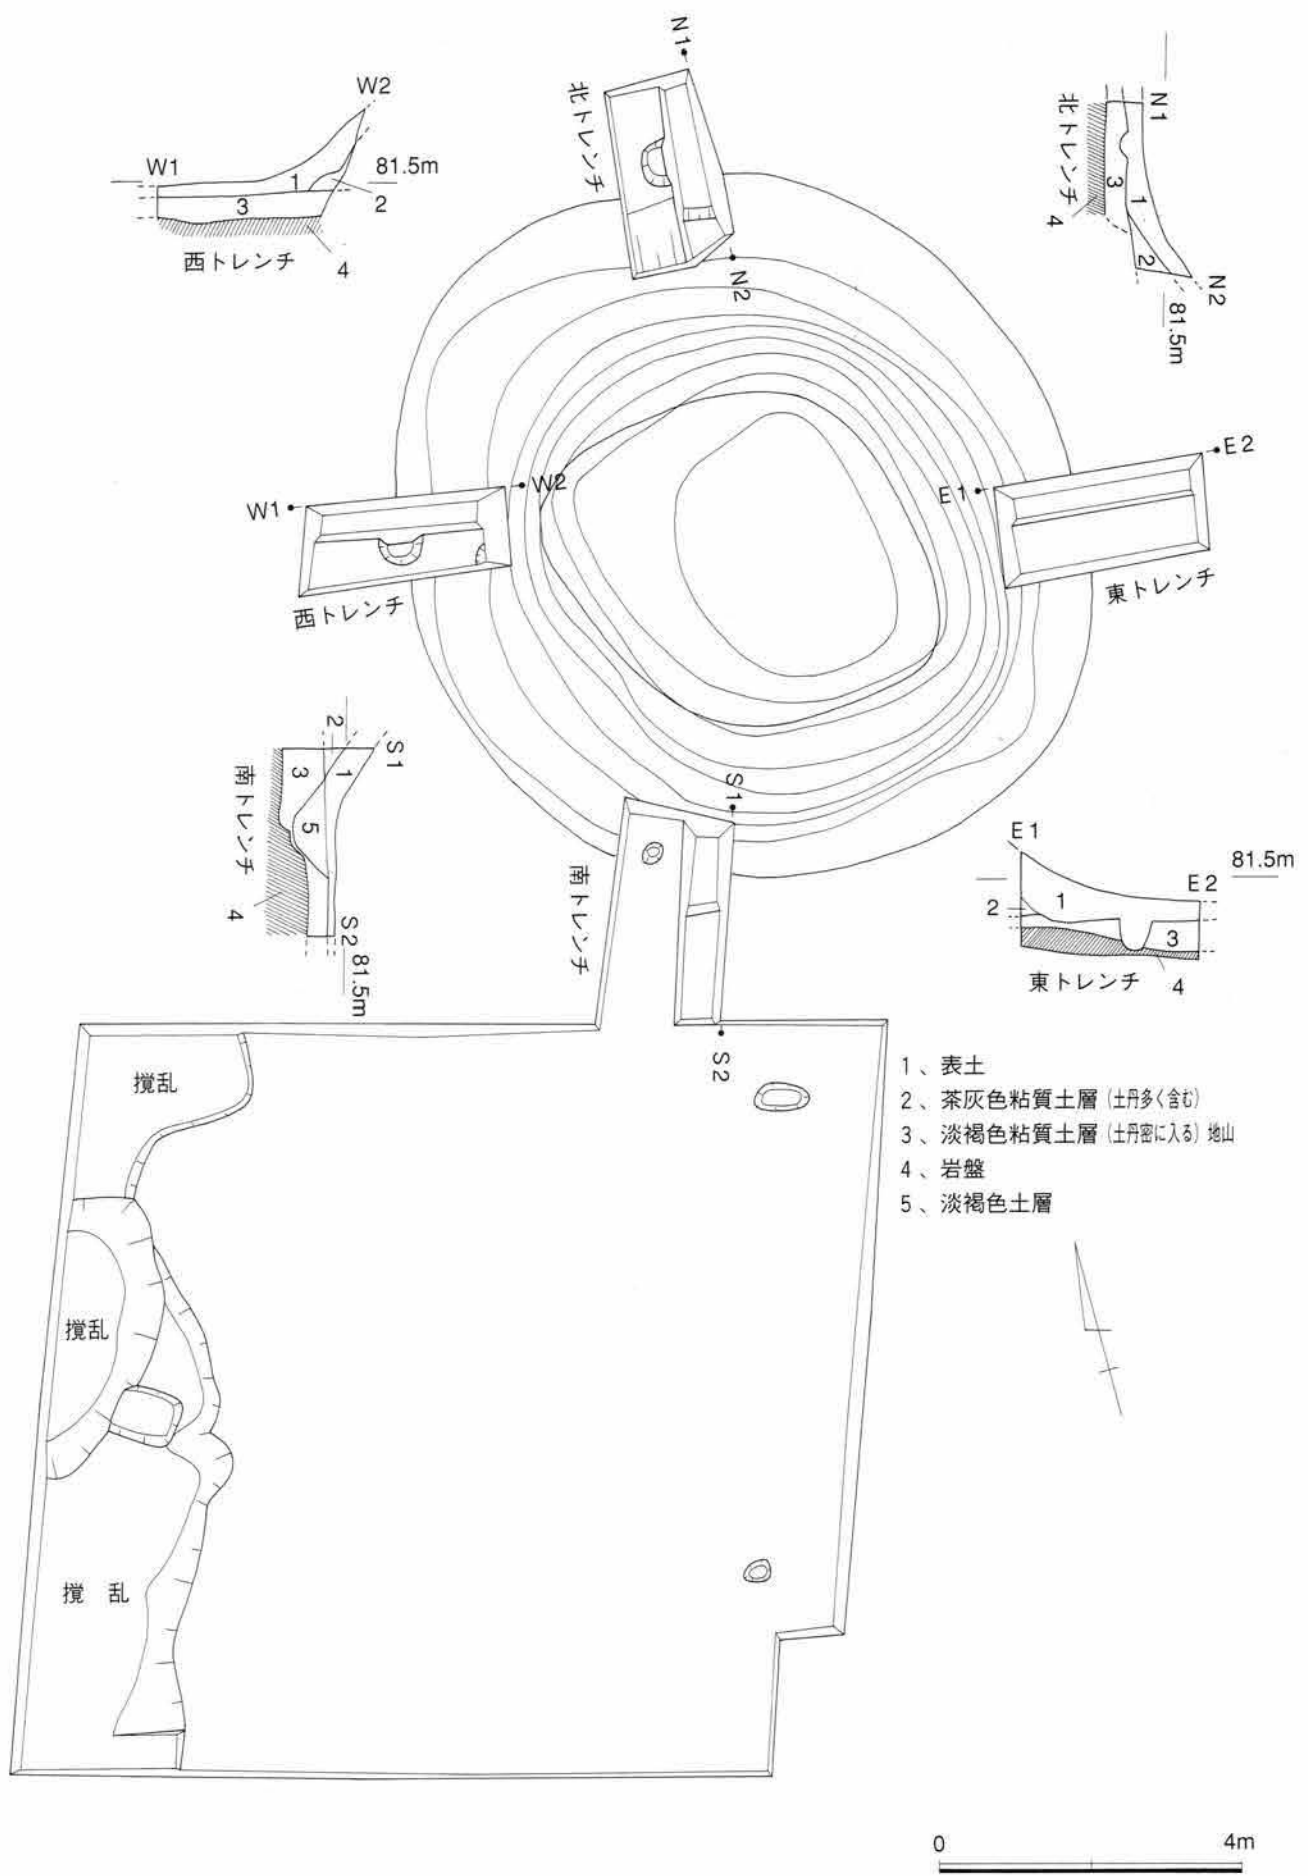 N1
北トレンチ
N2
W2
W1
81.5m
1
2
3
西トレンチ
4
北トレンチ
N1
3
1
4
2
N2
81.5m
W1
W2
西トレンチ
E1
E2
東トレンチ
2
S1
3
1
5
南トレンチ
4
S2
81.5m
S1
南トレンチ
S2
E1
81.5m
E2
1
2
3
東トレンチ
4
1、表土
2、茶灰色粘質土層(土丹多く含む)
3、淡褐色粘質土層(土丹密に入る)地山
4、岩盤
5、淡褐色土層
撹乱
撹乱
撹 乱
0
4m